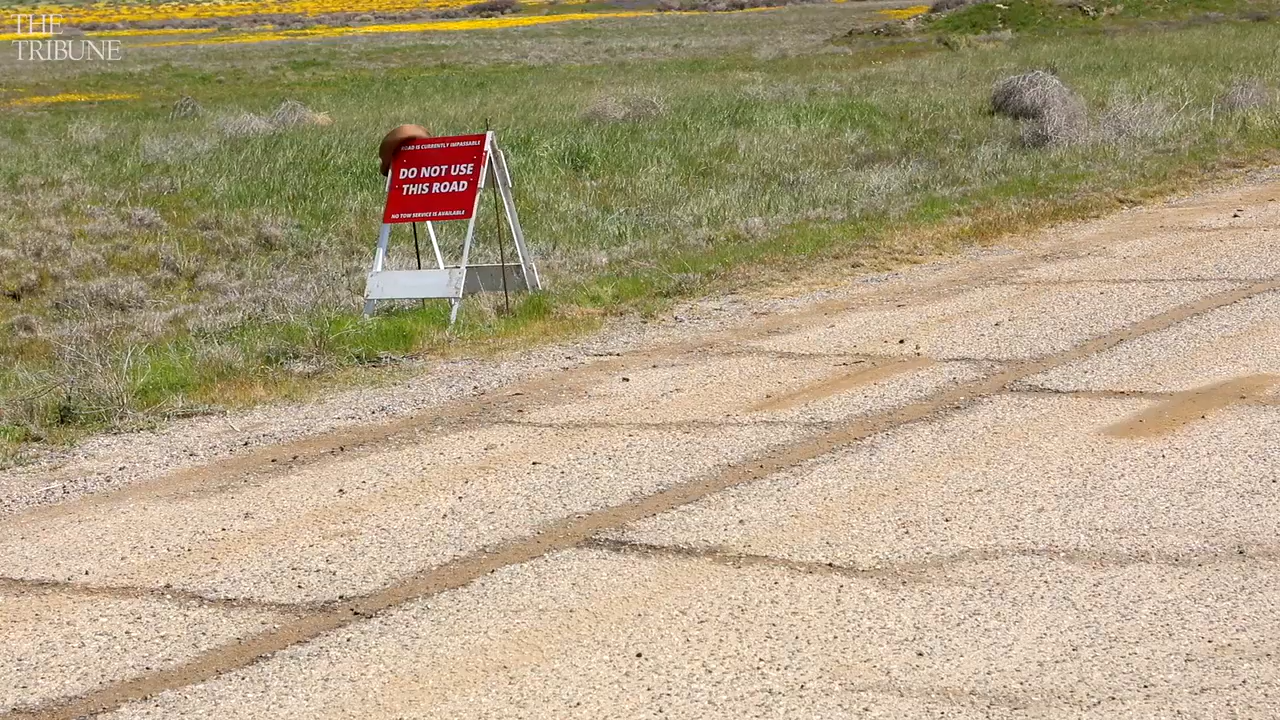 THE
TRIBUNE
ROAD IS CURRENTLY IMPASSABLE
DO NOT USE
THIS ROAD
NO TOW SERVICE IS AVAILABLE